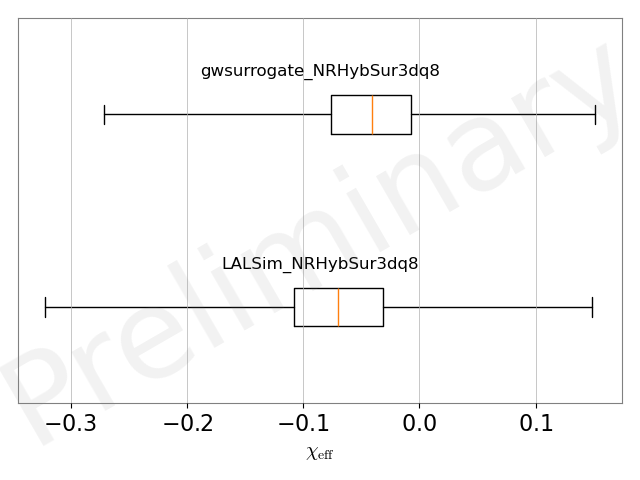 gwsurrogate_NRHybSur3dq8
LALSim_NRHybSur3dq8
Preliminary
−0.3 −0.2 −0.1 0.0 0.1
χeff